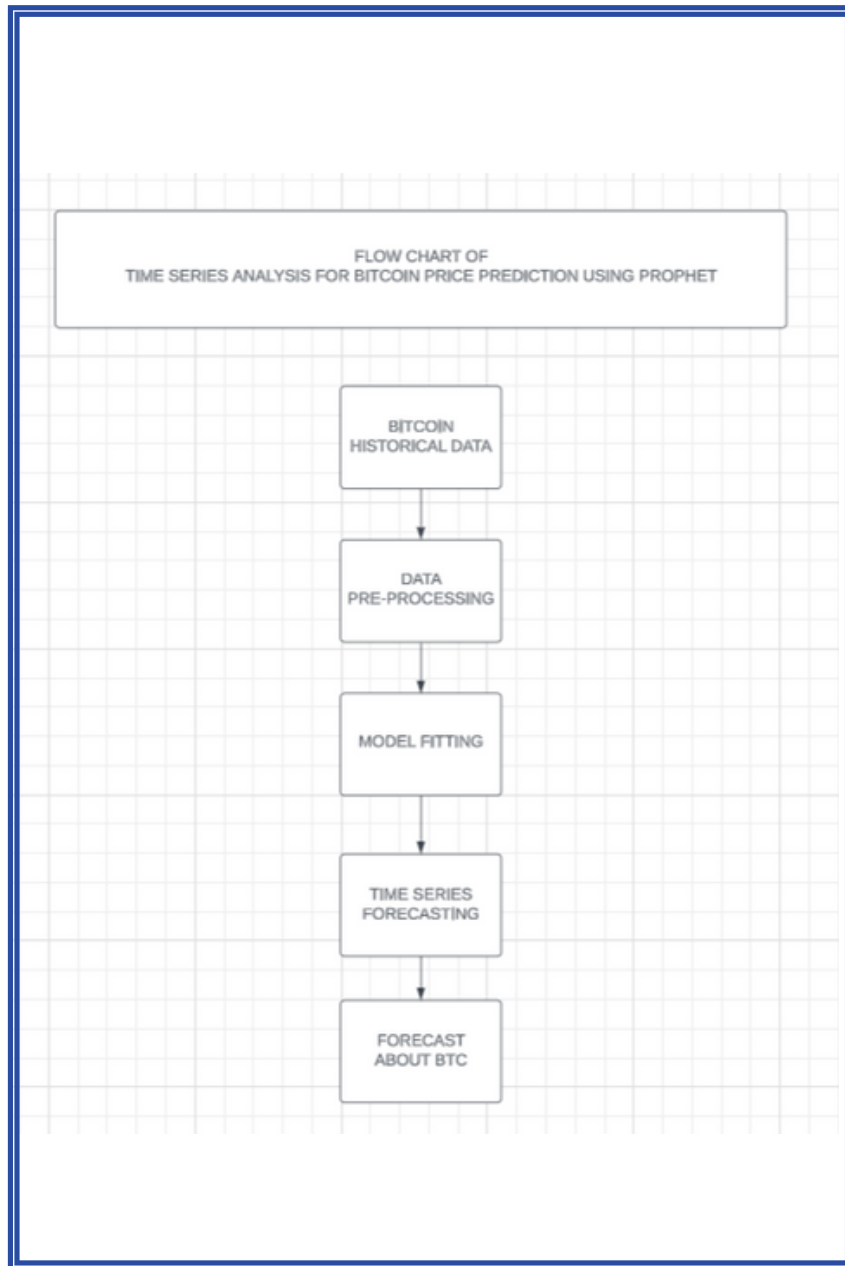 FLOW CHART OF
TIME SERIES ANALYSIS FOR BITCOIN PRICE PREDICTION USING PROPHET
BITCOIN
HISTORICAL DATA
DATA
PRE-PROCESSING
MODEL FITTING
TIME SERIES
FORECASTING
FORECAST
ABOUT BTC